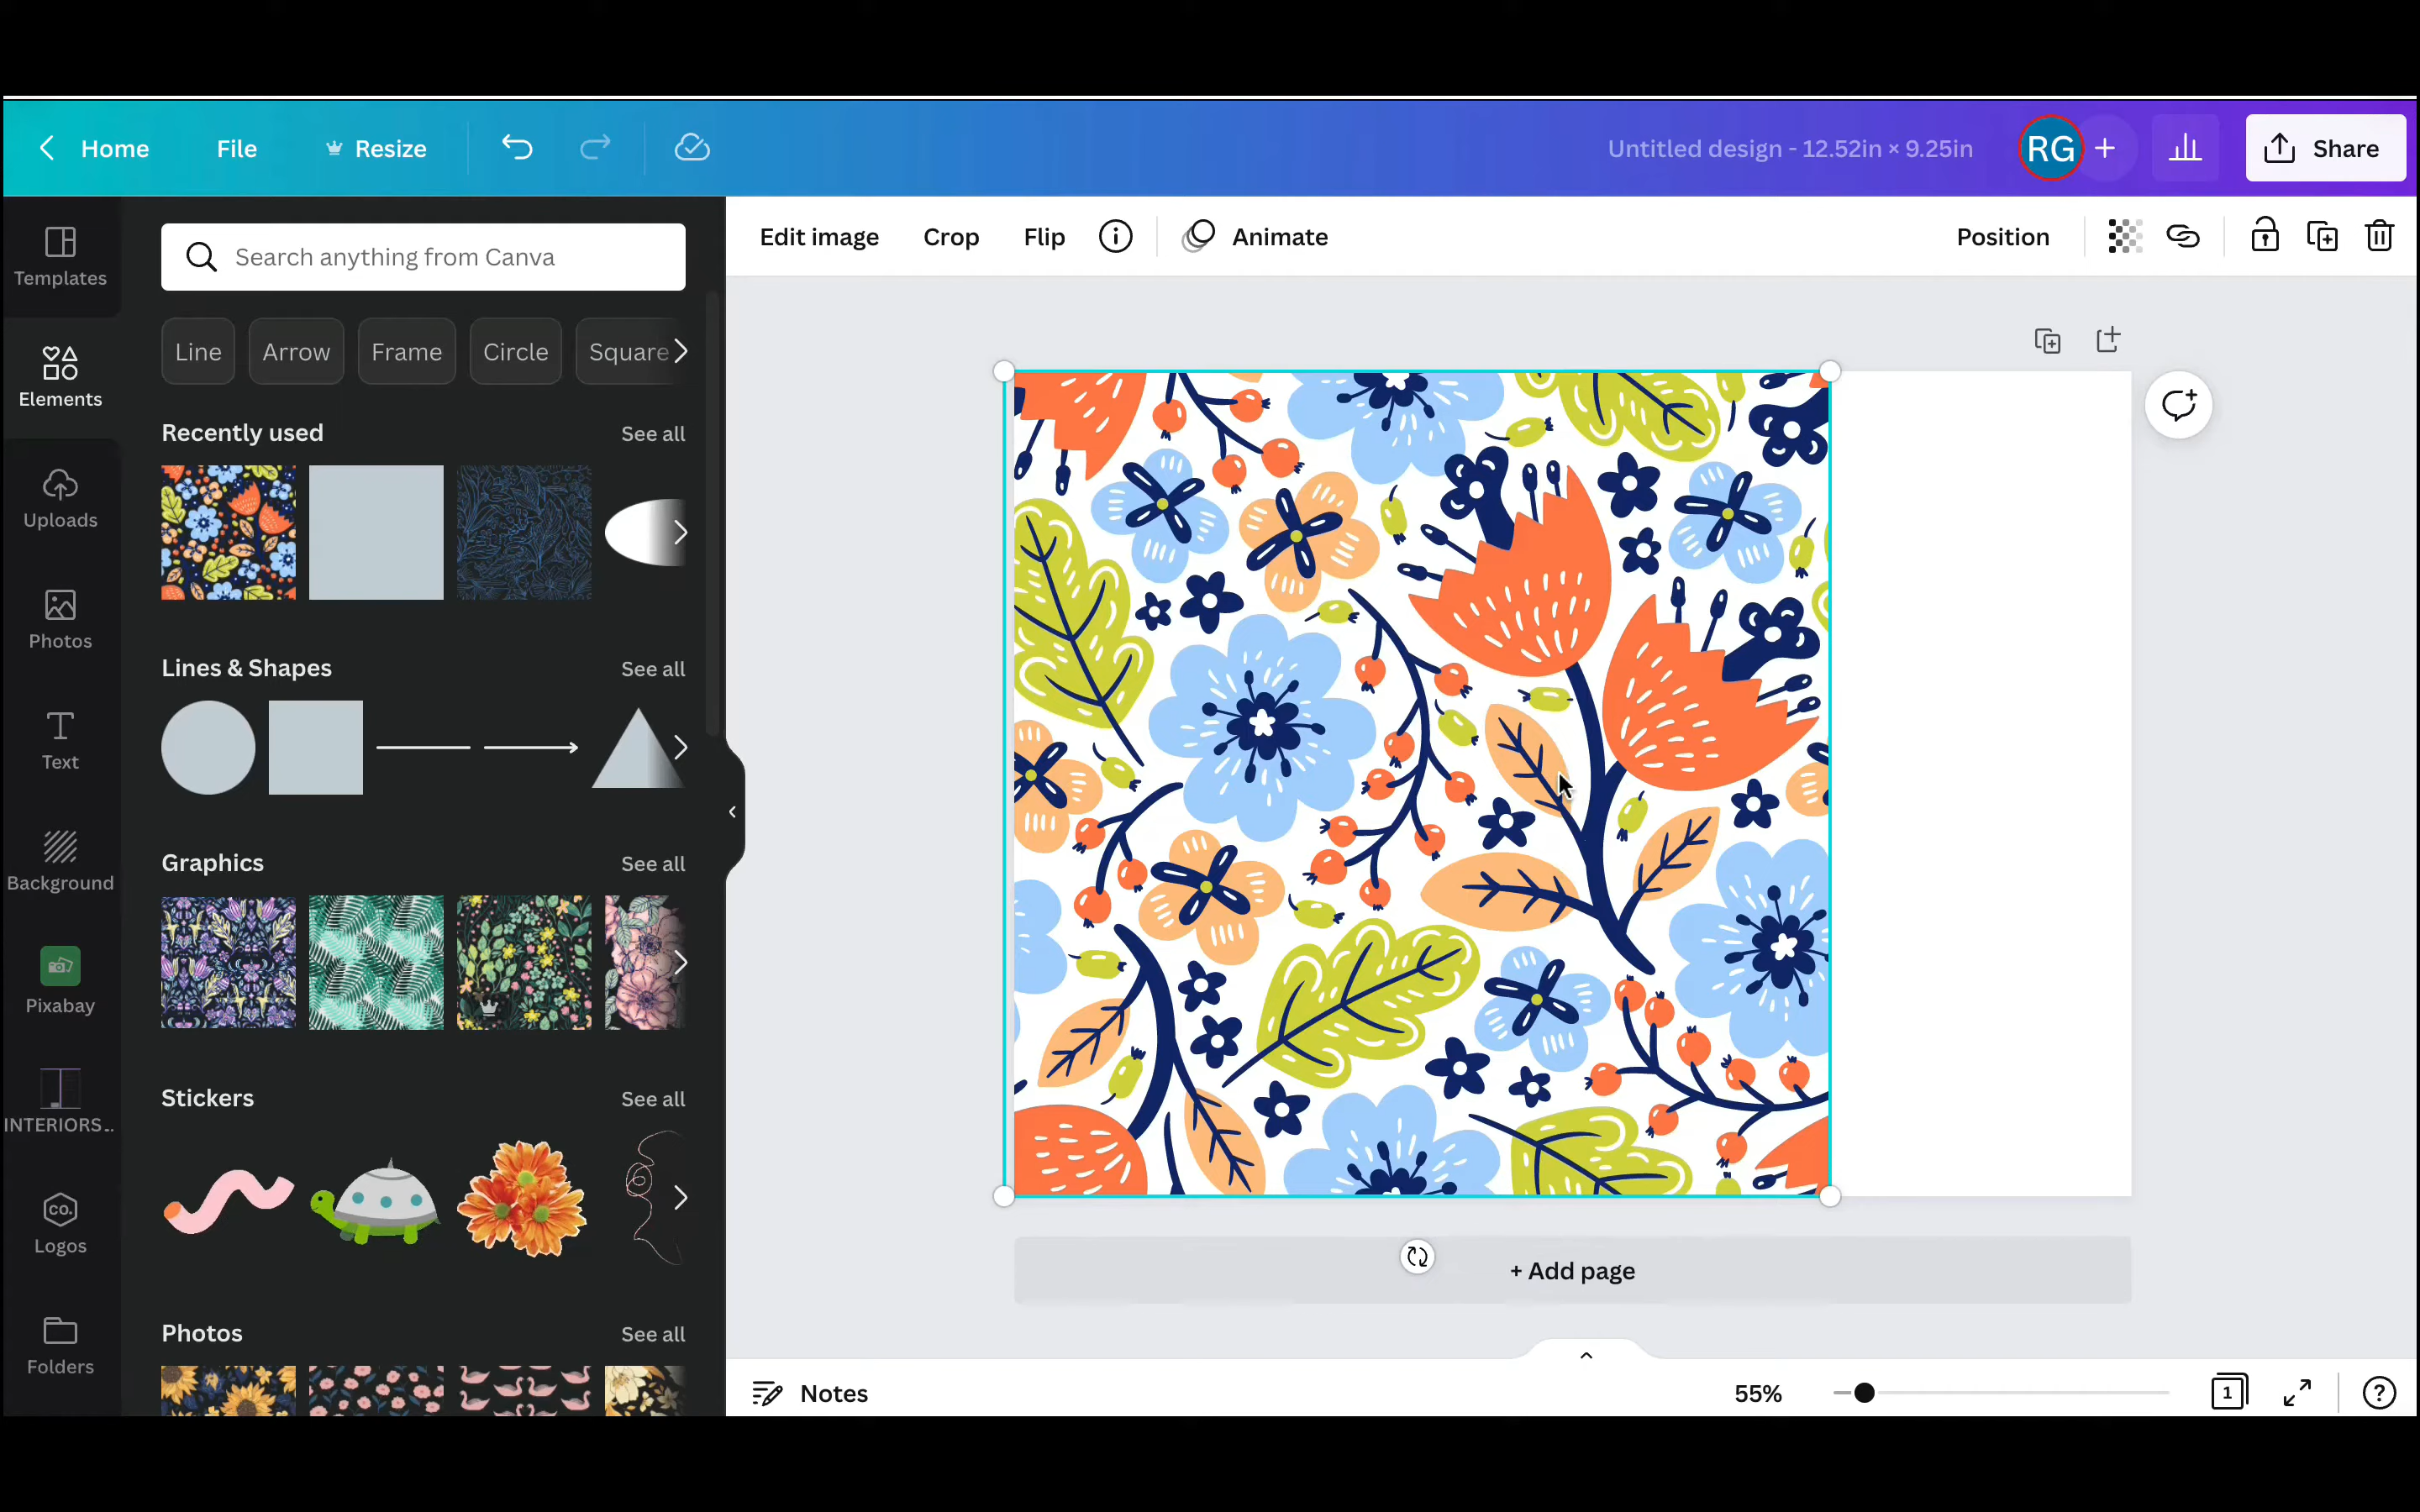 Home File Resize Untitled design - 12.52in × 9.25in RG + Share
Templates
Elements
Uploads
Photos
Text
Background
Pixabay
INTERIORS...
CO.
Logos
Folders
Search anything from Canva
Line Arrow Frame Circle Square
Recently used See all
Lines & Shapes See all
Graphics See all
Stickers See all
Photos See all
Edit image Crop Flip Animate Position
+ Add page
Notes 55% 1 ?